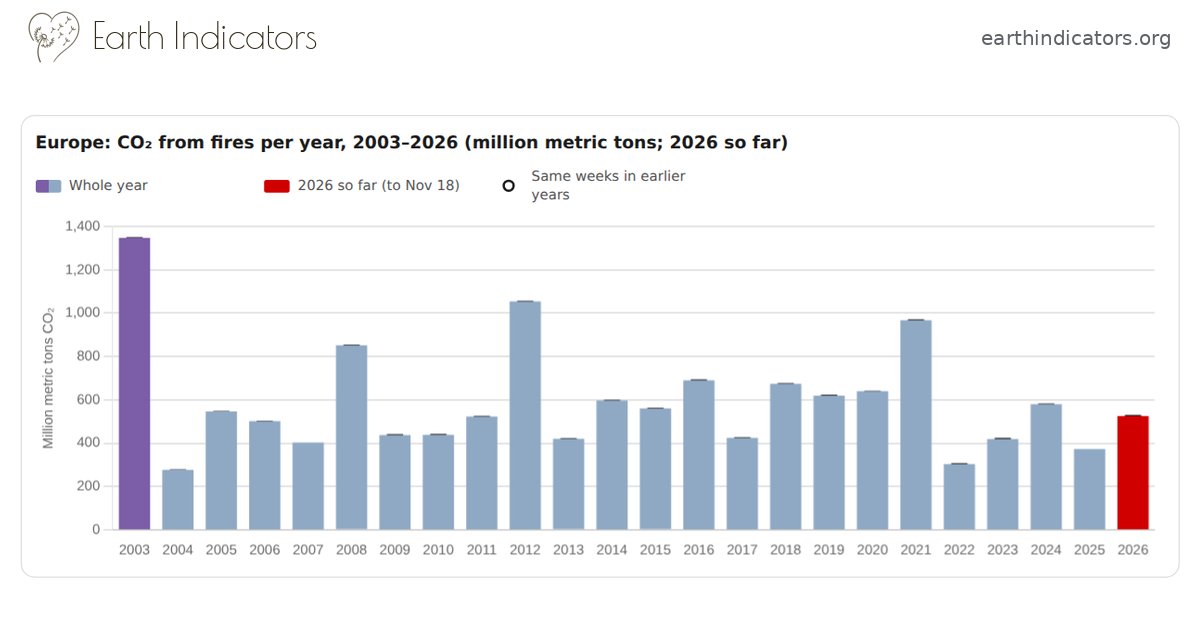 Earth Indicators
earthindicators.org
Europe: CO₂ from fires per year, 2003–2026 (million metric tons; 2026 so far)
Whole year
2026 so far (to Nov 18)
Same weeks in earlier
years
Million metric tons CO₂
1,400
1,200
1,000
800
600
400
200
0
2003 2004 2005 2006 2007 2008 2009 2010 2011 2012 2013 2014 2015 2016 2017 2018 2019 2020 2021 2022 2023 2024 2025 2026